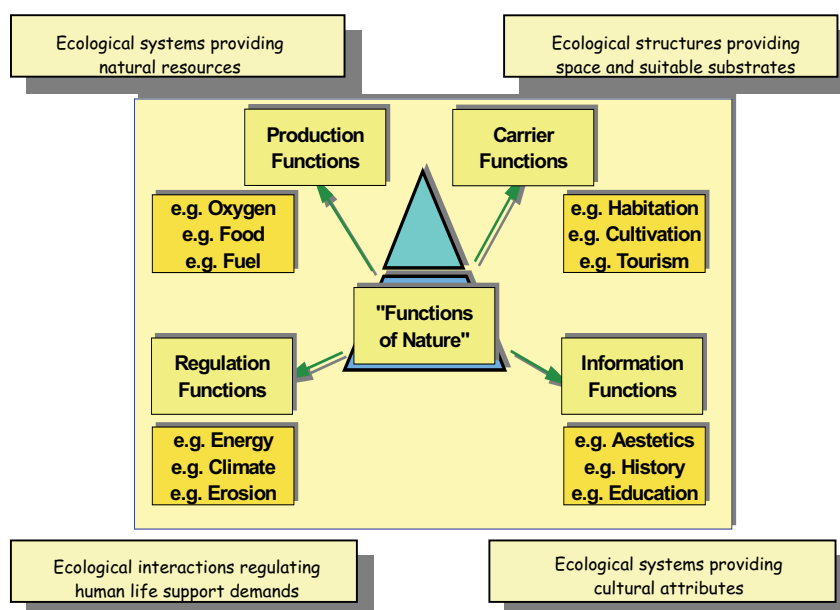 Ecological systems providing
natural resources
Ecological structures providing
space and suitable substrates
Production
Functions
Carrier
Functions
e.g. Oxygen
e.g. Food
e.g. Fuel
e.g. Habitation
e.g. Cultivation
e.g. Tourism
"Functions
of Nature"
Regulation
Functions
Information
Functions
e.g. Energy
e.g. Climate
e.g. Erosion
e.g. Aestetics
e.g. History
e.g. Education
Ecological interactions regulating
human life support demands
Ecological systems providing
cultural attributes